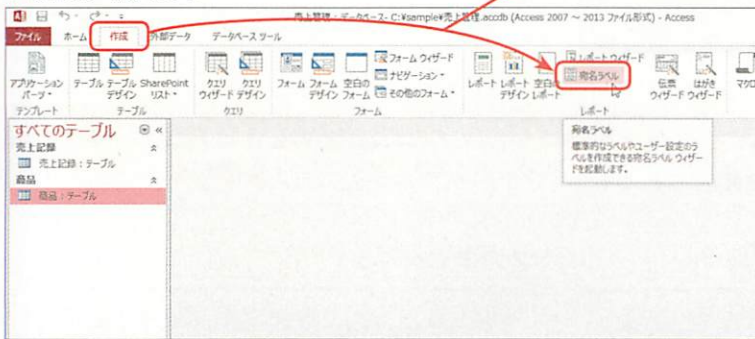 売上管理：データベース- C:¥sample¥売上管理.accdb (Access 2007 ～ 2013 ファイル形式) - Access
ファイル ホーム 作成 外部データ データベース ツール
アプリケーション パーツ
テーブル
テーブル デザイン
SharePoint リスト
クエリ ウィザード
クエリ デザイン
フォーム
フォーム デザイン
空白の フォーム
フォーム ウィザード
ナビゲーション
その他のフォーム
レポート
レポート デザイン
空白の レポート
レポート ウィザード
宛名ラベル
伝票 ウィザード
はがき ウィザード
マクロ
テンプレート テーブル クエリ フォーム レポート
すべてのテーブル
売上記録
売上記録：テーブル
商品
商品：テーブル
宛名ラベル
標準的なラベルやユーザー設定のラ
ベルを作成できる宛名ラベル ウィザー
ドを起動します。